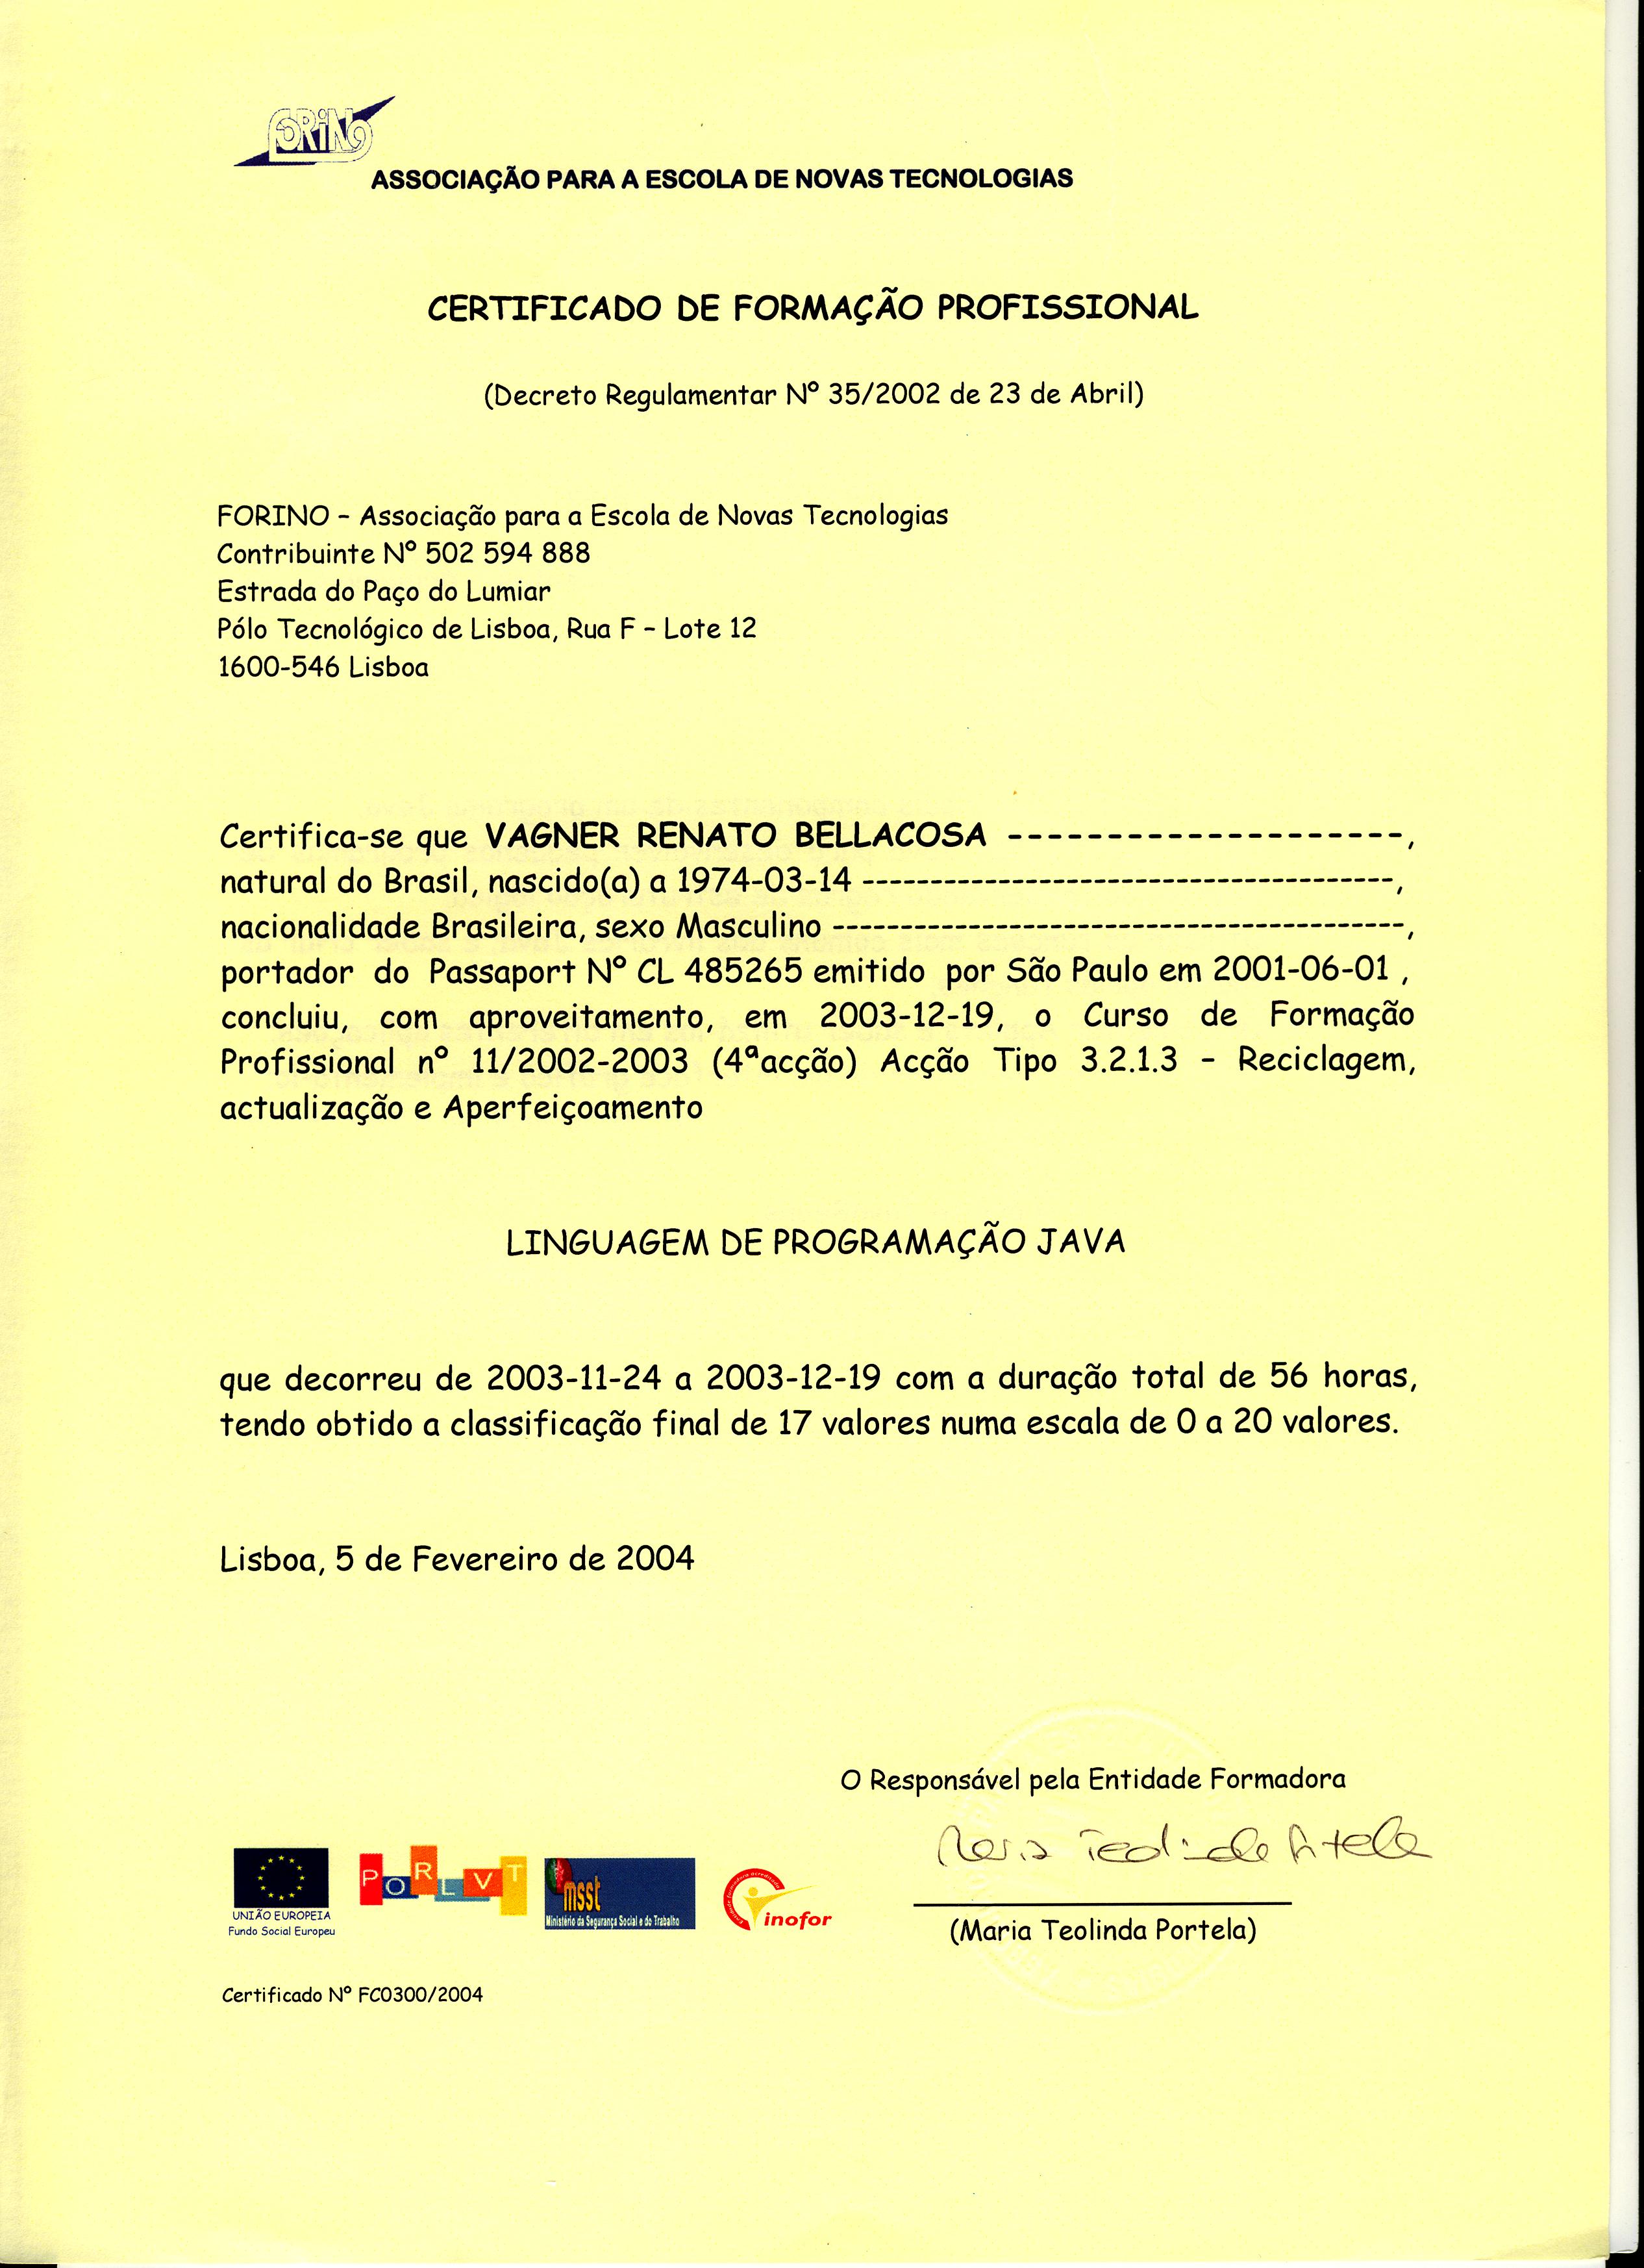 FORINO
ASSOCIAÇÃO PARA A ESCOLA DE NOVAS TECNOLOGIAS
CERTIFICADO DE FORMAÇÃO PROFISSIONAL
(Decreto Regulamentar Nº 35/2002 de 23 de Abril)
FORINO – Associação para a Escola de Novas Tecnologias
Contribuinte Nº 502 594 888
Estrada do Paço do Lumiar
Pólo Tecnológico de Lisboa, Rua F – Lote 12
1600-546 Lisboa
Certifica-se que VAGNER RENATO BELLACOSA --------------------,
natural do Brasil, nascido(a) a 1974-03-14 ---------------------------------------,
nacionalidade Brasileira, sexo Masculino ------------------------------------------,
portador do Passaport Nº CL 485265 emitido por São Paulo em 2001-06-01 ,
concluiu, com aproveitamento, em 2003-12-19, o Curso de Formação
Profissional nº 11/2002-2003 (4ªacção) Acção Tipo 3.2.1.3 - Reciclagem,
actualização e Aperfeiçoamento
LINGUAGEM DE PROGRAMAÇÃO JAVA
que decorreu de 2003-11-24 a 2003-12-19 com a duração total de 56 horas,
tendo obtido a classificação final de 17 valores numa escala de 0 a 20 valores.
Lisboa, 5 de Fevereiro de 2004
O Responsável pela Entidade Formadora
Maria Teolinda Portela
(Maria Teolinda Portela)
UNIÃO EUROPEIA
Fundo Social Europeu
PORLVT
msst
Ministério da Segurança Social e do Trabalho
inofor
Certificado Nº FC0300/2004